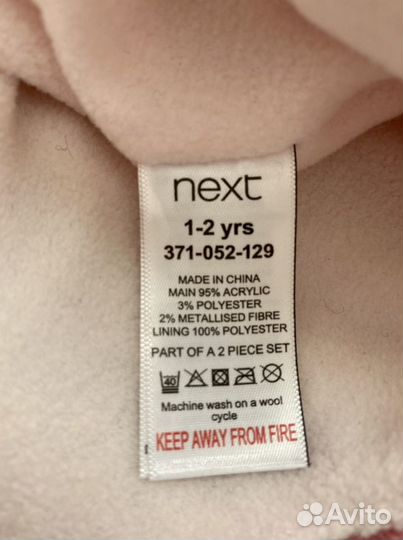 next
1-2 yrs
371-052-129
MADE IN CHINA
MAIN 95% ACRYLIC
3% POLYESTER
2% METALLISED FIBRE
LINING 100% POLYESTER
PART OF A 2 PIECE SET
40
Machine wash on a wool
cycle
KEEP AWAY FROM FIRE
Avito